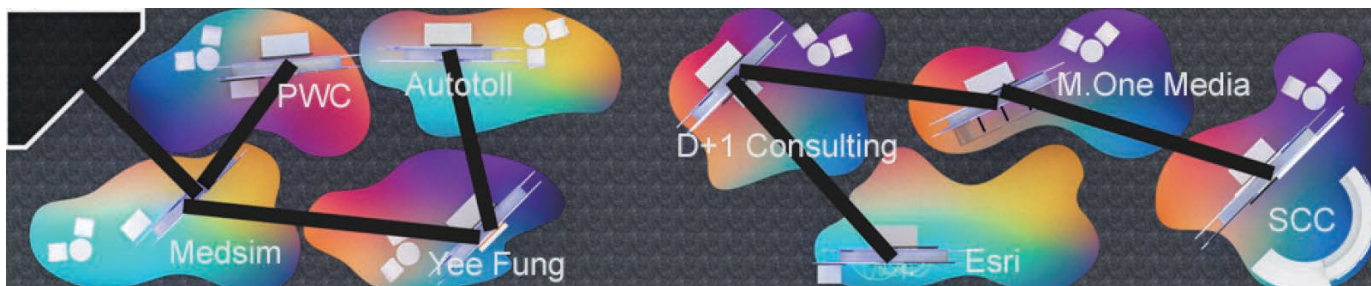 PWC
Autotoll
M.One Media
D+1 Consulting
Medsim
Yee Fung
Esri
SCC